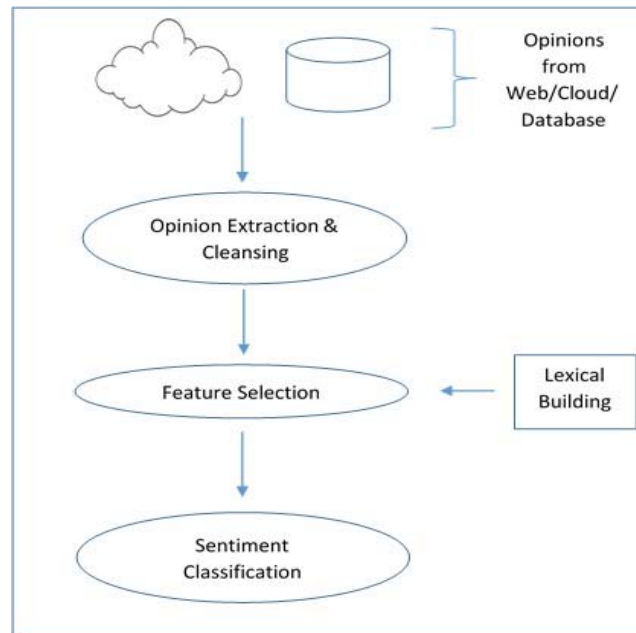 Opinions
from
Web/Cloud/
Database
Opinion Extraction &
Cleansing
Feature Selection
Lexical
Building
Sentiment
Classification